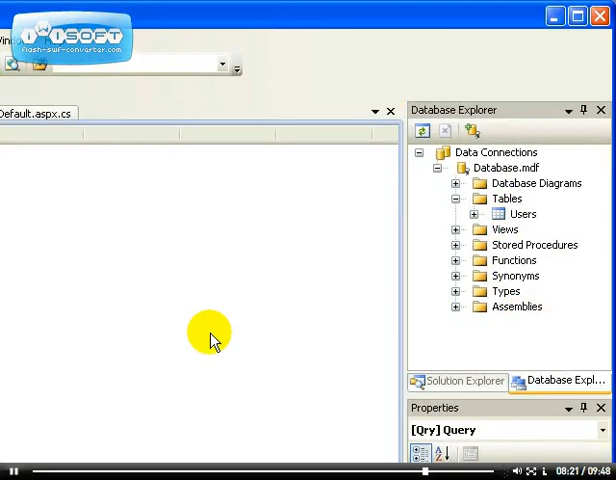 iWiSOFT
flash-swf-converter.com
Default.aspx.cs
Database Explorer
Data Connections
Database.mdf
Database Diagrams
Tables
Users
Views
Stored Procedures
Functions
Synonyms
Types
Assemblies
Solution Explorer
Database Expl...
Properties
[Qry] Query
08:21 / 09:48